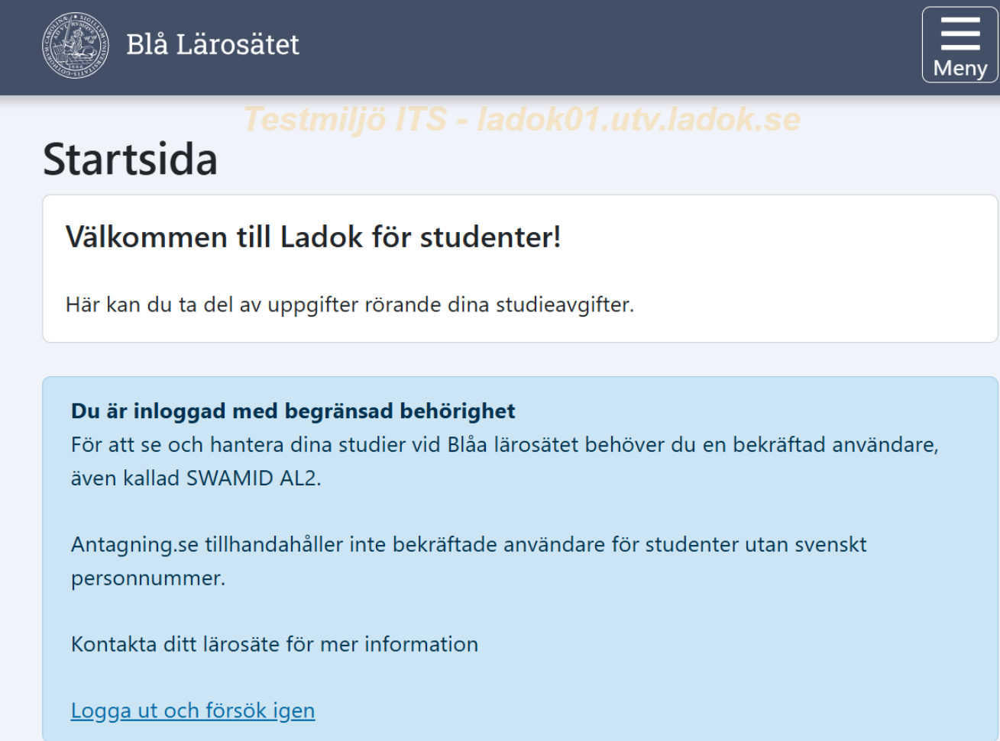 Blå Lärosätet
Meny
Testmiljö ITS - ladok01.utv.ladok.se
Startsida
Välkommen till Ladok för studenter!
Här kan du ta del av uppgifter rörande dina studieavgifter.
Du är inloggad med begränsad behörighet
För att se och hantera dina studier vid Blåa lärosätet behöver du en bekräftad användare,
även kallad SWAMID AL2.
Antagning.se tillhandahåller inte bekräftade användare för studenter utan svenskt
personnummer.
Kontakta ditt lärosäte för mer information
Logga ut och försök igen